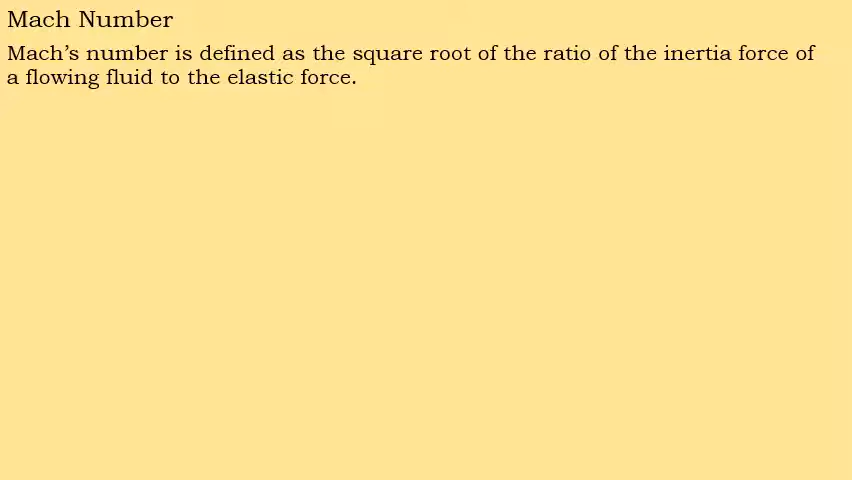 Mach Number
Mach’s number is defined as the square root of the ratio of the inertia force of
a flowing fluid to the elastic force.